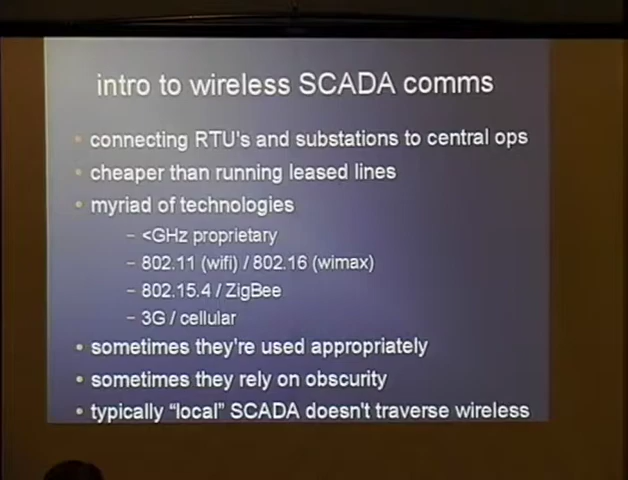 intro to wireless SCADA comms
• connecting RTU's and substations to central ops
• cheaper than running leased lines
• myriad of technologies
– <GHz proprietary
– 802.11 (wifi) / 802.16 (wimax)
– 802.15.4 / ZigBee
– 3G / cellular
• sometimes they're used appropriately
• sometimes they rely on obscurity
• typically “local” SCADA doesn't traverse wireless